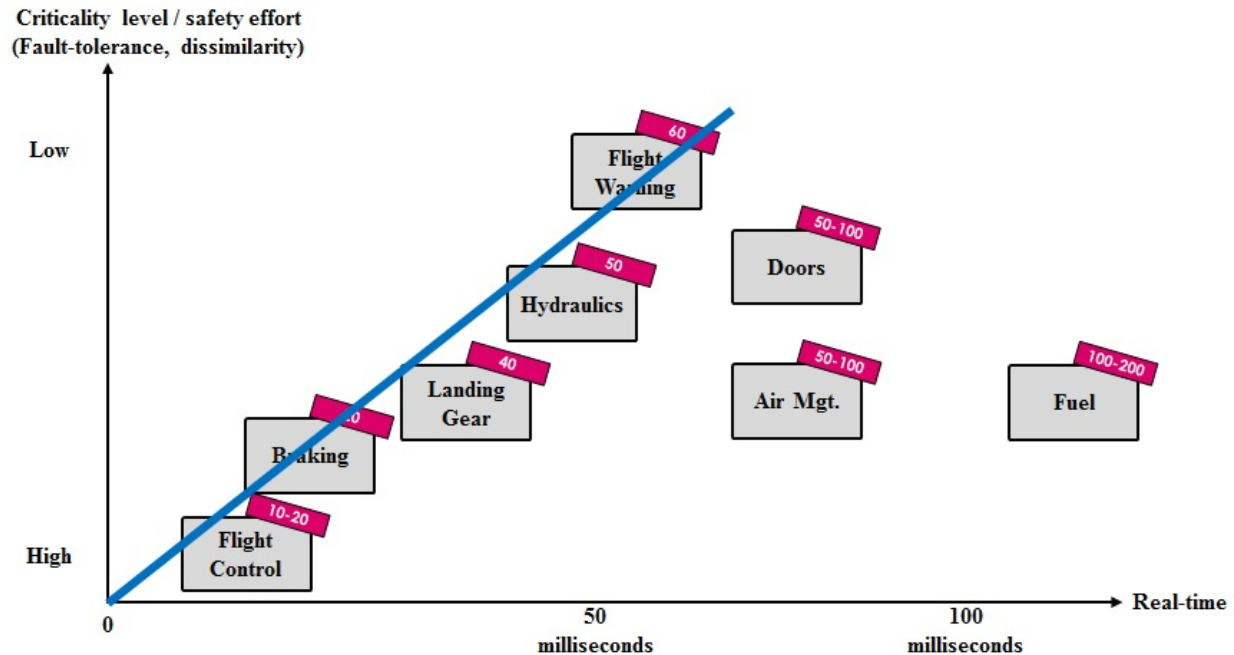 Criticality level / safety effort
(Fault-tolerance, dissimilarity)
Low
High
60
Flight
Warning
50-100
Doors
50
Hydraulics
40
Landing
Gear
50-100
Air Mgt.
100-200
Fuel
Braking
10-20
Flight
Control
0
50
milliseconds
100
milliseconds
Real-time